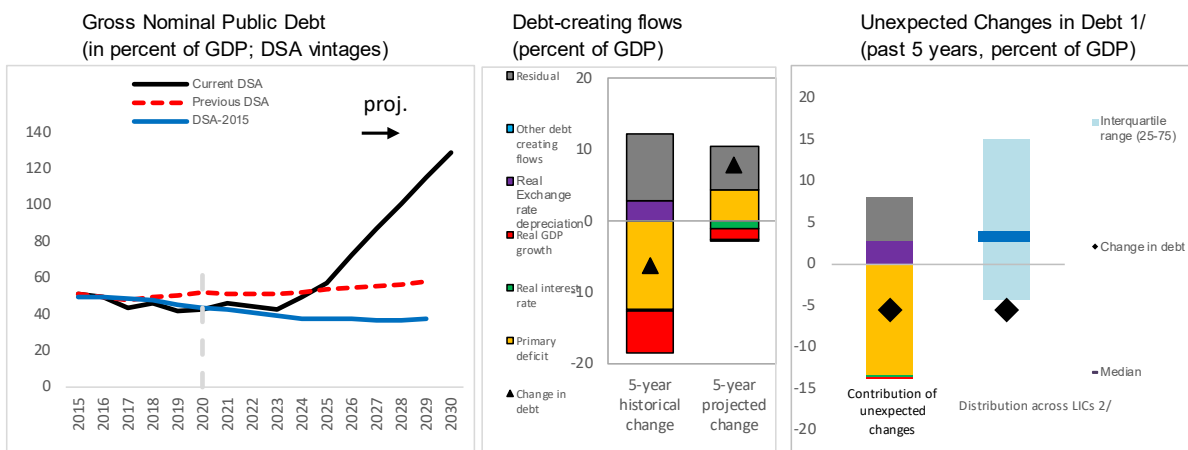 Gross Nominal Public Debt
(in percent of GDP; DSA vintages)
Current DSA
Previous DSA
DSA-2015
proj.
140
120
100
80
60
40
20
0
2015
2016
2017
2018
2019
2020
2021
2022
2023
2024
2025
2026
2027
2028
2029
2030
Debt-creating flows
(percent of GDP)
Residual
Other debt
creating
flows
Real
Exchange
rate
depreciation
Real GDP
growth
Real interest
rate
Primary
deficit
Change in
debt
20
10
0
-10
-20
5-year
historical
change
5-year
projected
change
Unexpected Changes in Debt 1/
(past 5 years, percent of GDP)
20
15
10
5
0
-5
-10
-15
-20
Interquartile
range (25-75)
Change in debt
Median
Contribution of
unexpected
changes
Distribution across LICs 2/